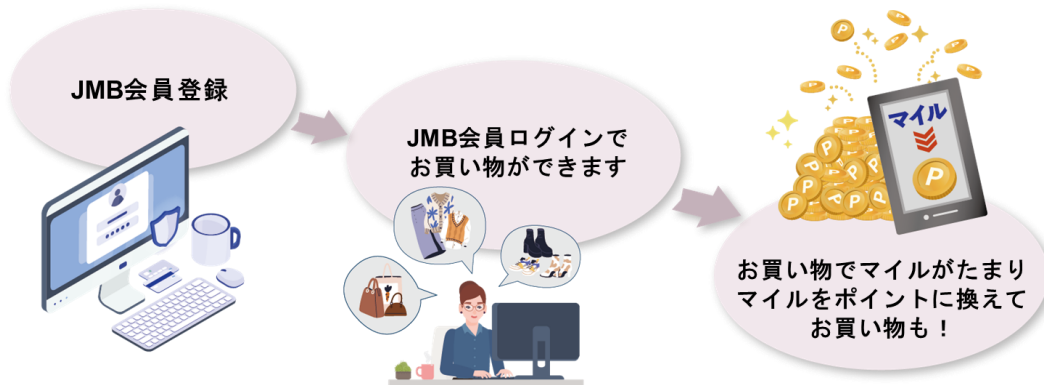 JMB会員登録
JMB会員ログインで
お買い物ができます
マイル
P
お買い物でマイルがたまり
マイルをポイントに換えて
お買い物も！